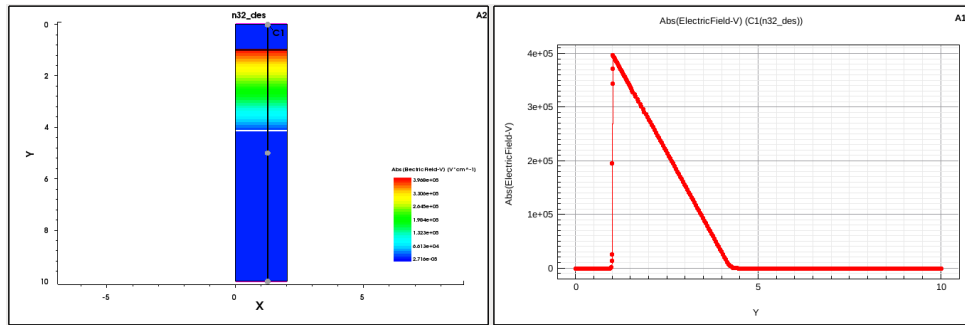 n32_des
A2
C1
0
2
4
6
8
10
Y
-5
0
5
X
Abs(ElectricField-V) (V*cm^-1)
3.968e+05
3.306e+05
2.645e+05
1.984e+05
1.323e+05
6.613e+04
2.716e-05
Abs(ElectricField-V) (C1(n32_des))
A1
Abs(ElectricField-V)
4e+05
3e+05
2e+05
1e+05
0
0
5
10
Y